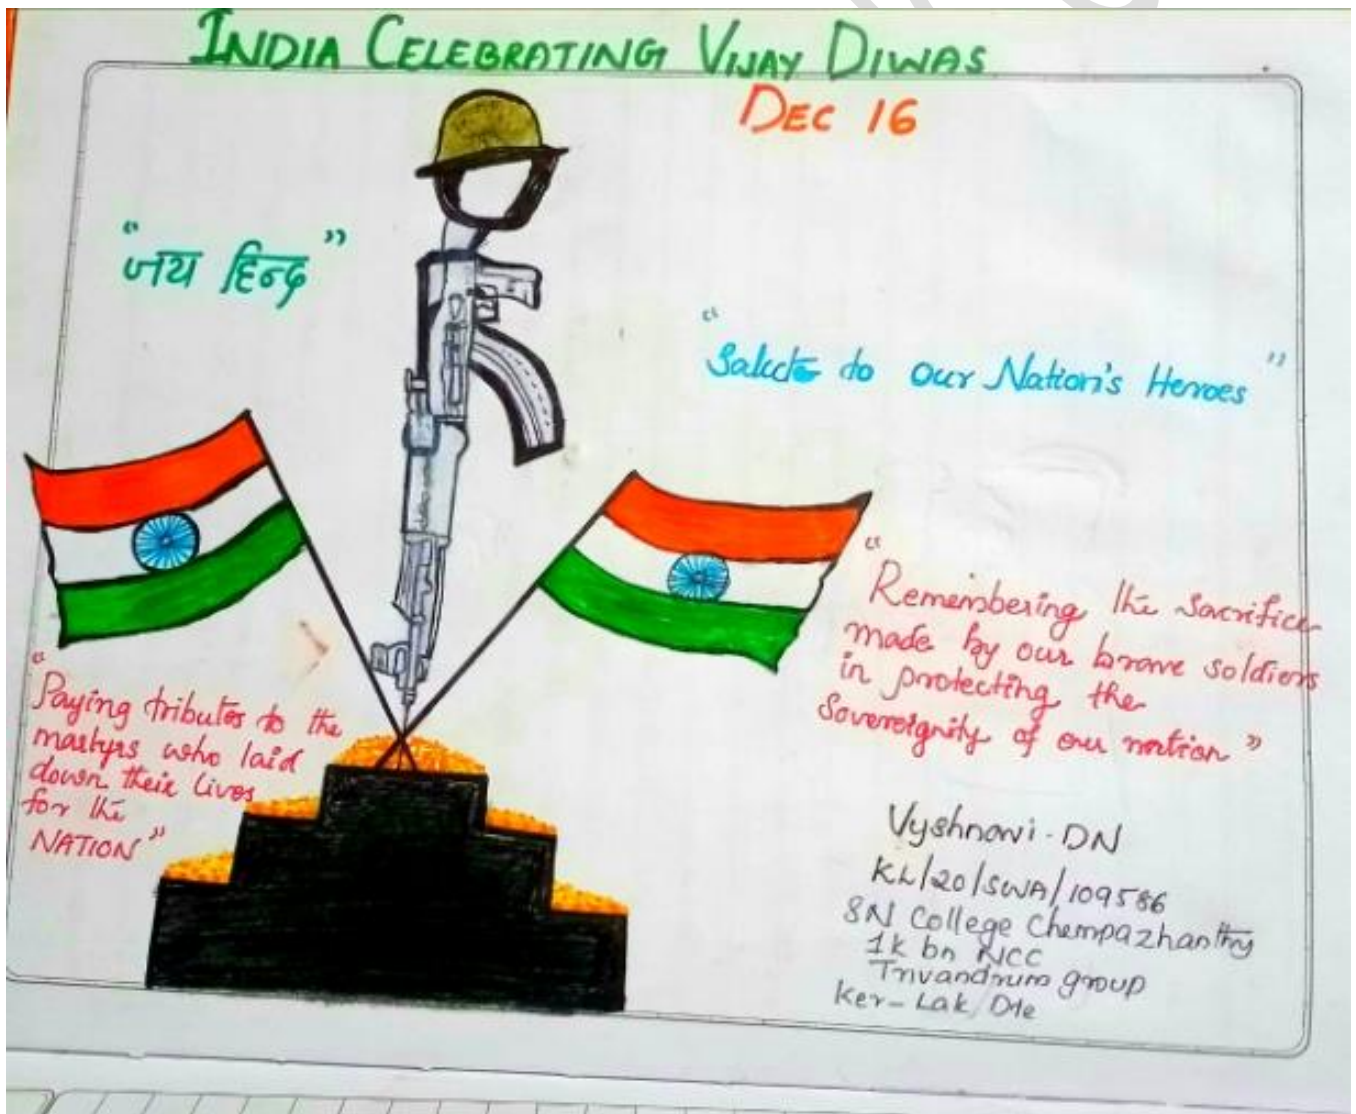 INDIA CELEBRATING VIJAY DIWAS
DEC 16
“जय हिन्द”
“Salute to our Nation's Heroes”
“Remembering the Sacrifice
made by our brave soldiers
in protecting the
Sovereignity of our nation”
“Paying tributes to the
martyrs who laid
down their lives
for the
NATION”
Vyshnavi-DN
KL/20/SWA/109586
SN College Chempazhanthy
1k bn NCC
Trivandrum group
Ker-Lak Dte